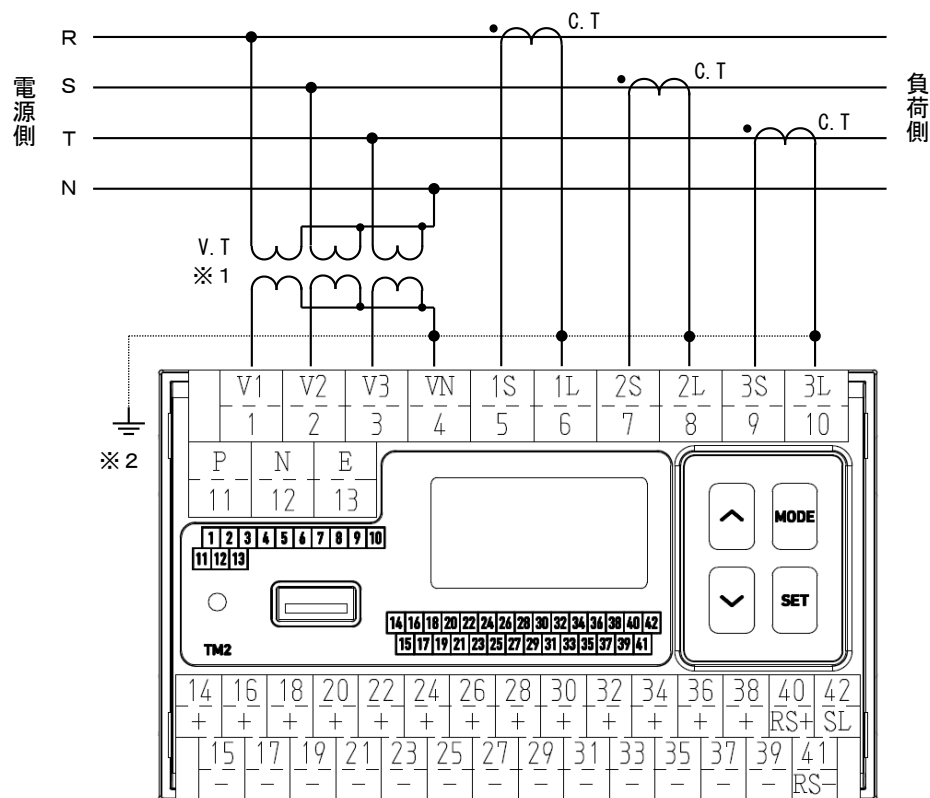 C.T
R
S
C.T
T
C.T
N
電源側
負荷側
V.T
※1
※2
V1 V2 V3 VN 1S 1L 2S 2L 3S 3L
1 2 3 4 5 6 7 8 9 10
P N E
11 12 13
1 2 3 4 5 6 7 8 9 10
11 12 13
MODE
SET
14 16 18 20 22 24 26 28 30 32 34 36 38 40 42
15 17 19 21 23 25 27 29 31 33 35 37 39 41
TM2
14 16 18 20 22 24 26 28 30 32 34 36 38 40 42
+ + + + + + + + + + + + + RS+ SL
15 17 19 21 23 25 27 29 31 33 35 37 39 41
- - - - - - - - - - - - - RS-